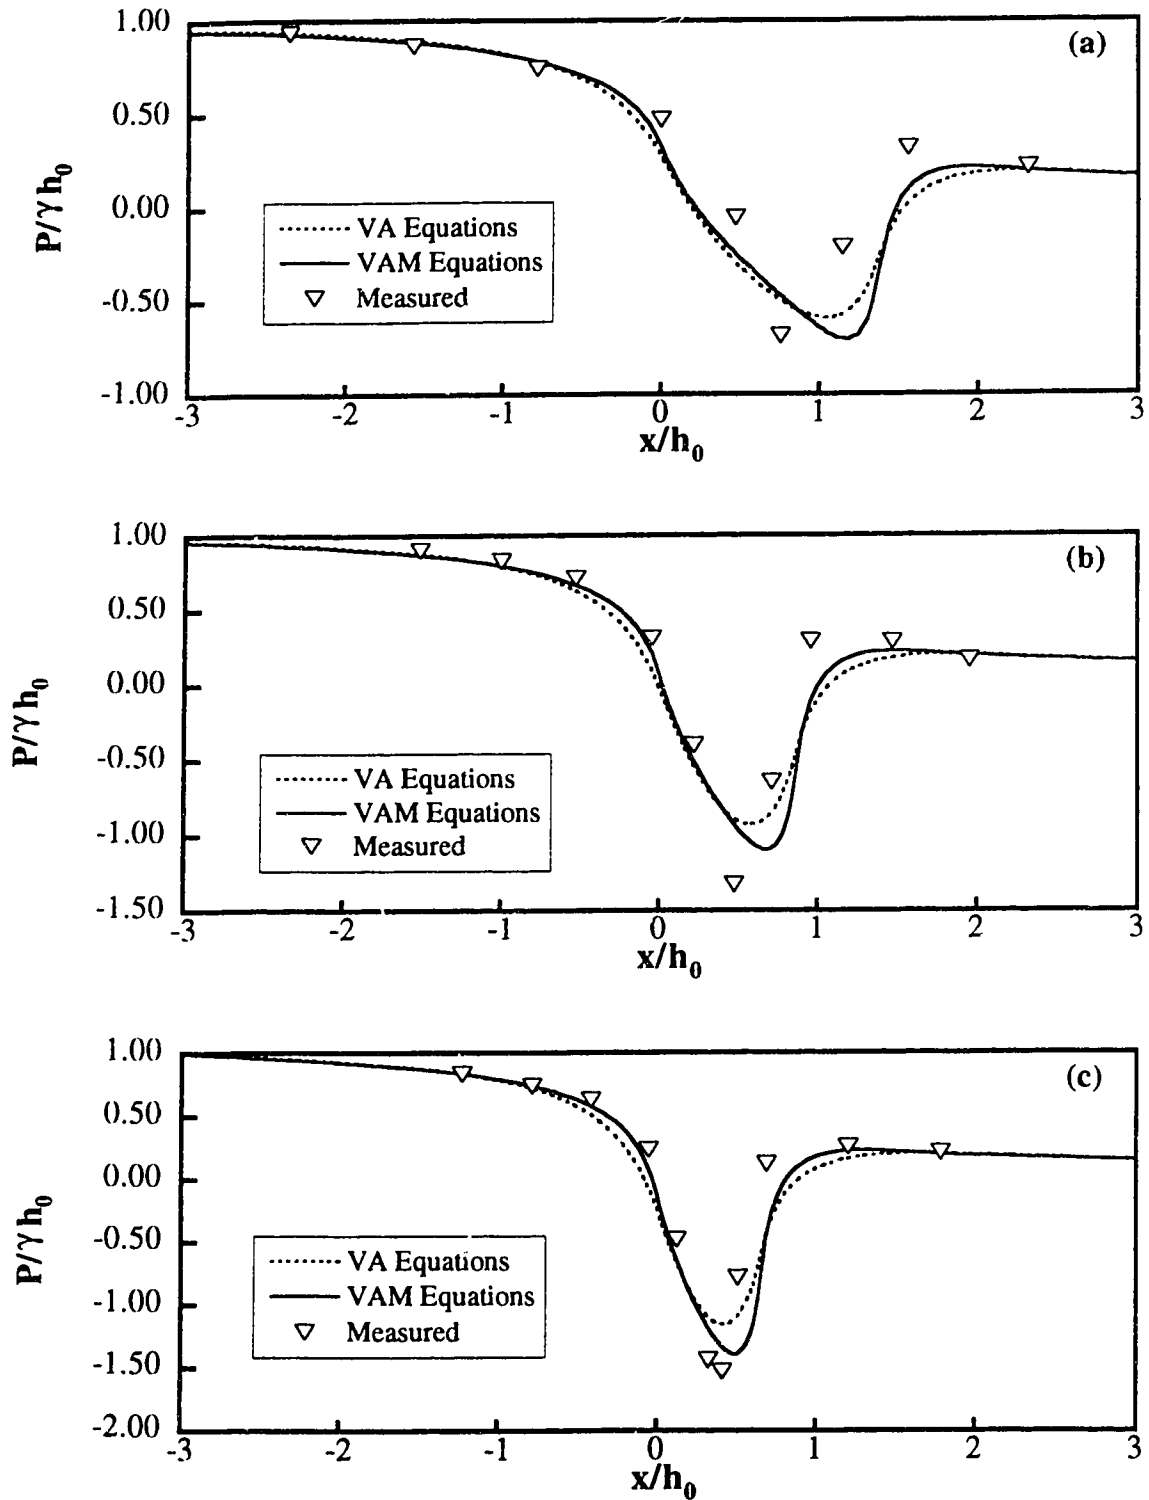 1.00
0.50
0.00
-0.50
-1.00
P/γh₀
(a)
VA Equations
VAM Equations
Measured
-3 -2 -1 0 1 2 3
x/h₀
1.00
0.50
0.00
-0.50
-1.00
-1.50
P/γh₀
(b)
VA Equations
VAM Equations
Measured
-3 -2 -1 0 1 2 3
x/h₀
1.00
0.50
0.00
-0.50
-1.00
-1.50
-2.00
P/γh₀
(c)
VA Equations
VAM Equations
Measured
-3 -2 -1 0 1 2 3
x/h₀